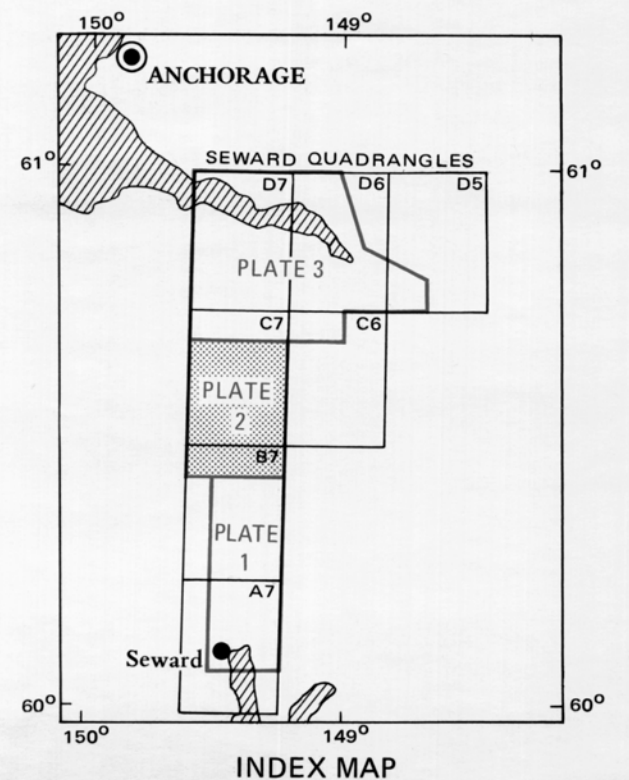 150° 149°
ANCHORAGE
61° SEWARD QUADRANGLES 61°
D7 D6 D5
PLATE 3
C7 C6
PLATE
2
B7
PLATE
1
A7
Seward
60° 60°
150° 149°
INDEX MAP